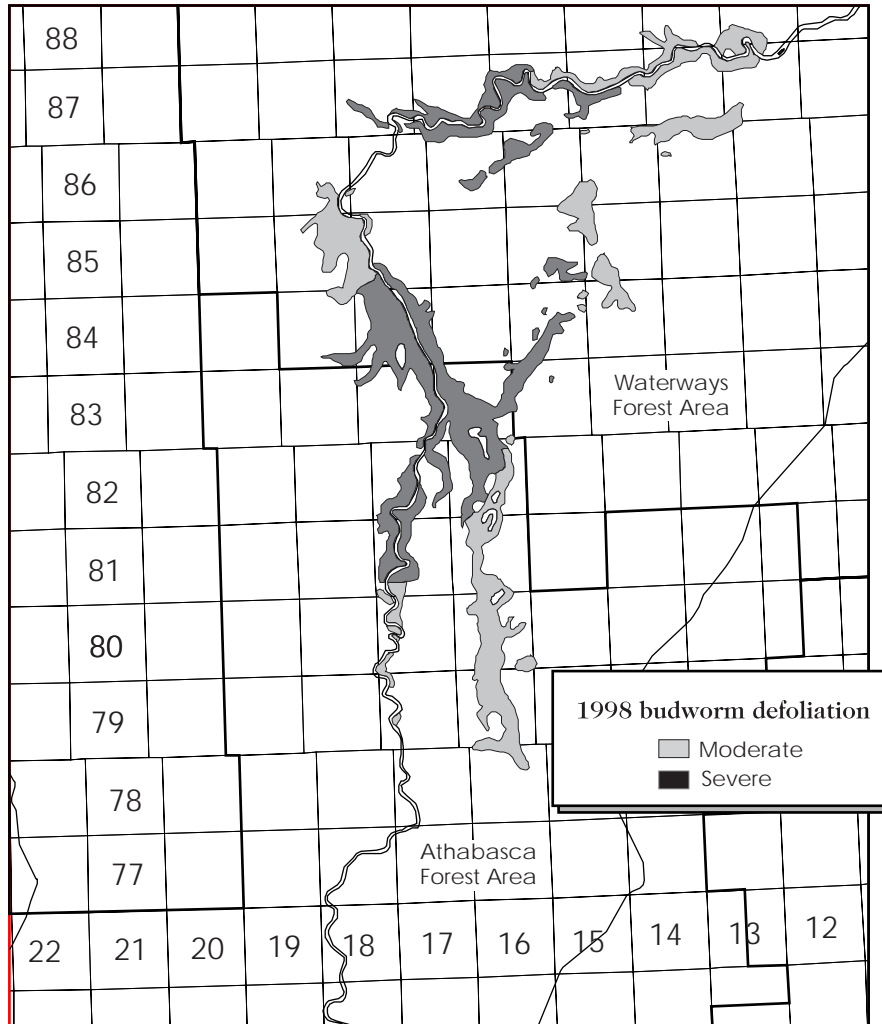 88
87
86
85
84
83
Waterways
Forest Area
82
81
80
79
1998 budworm defoliation
Moderate
Severe
78
77
Athabasca
Forest Area
22 21 20 19 18 17 16 15 14 13 12